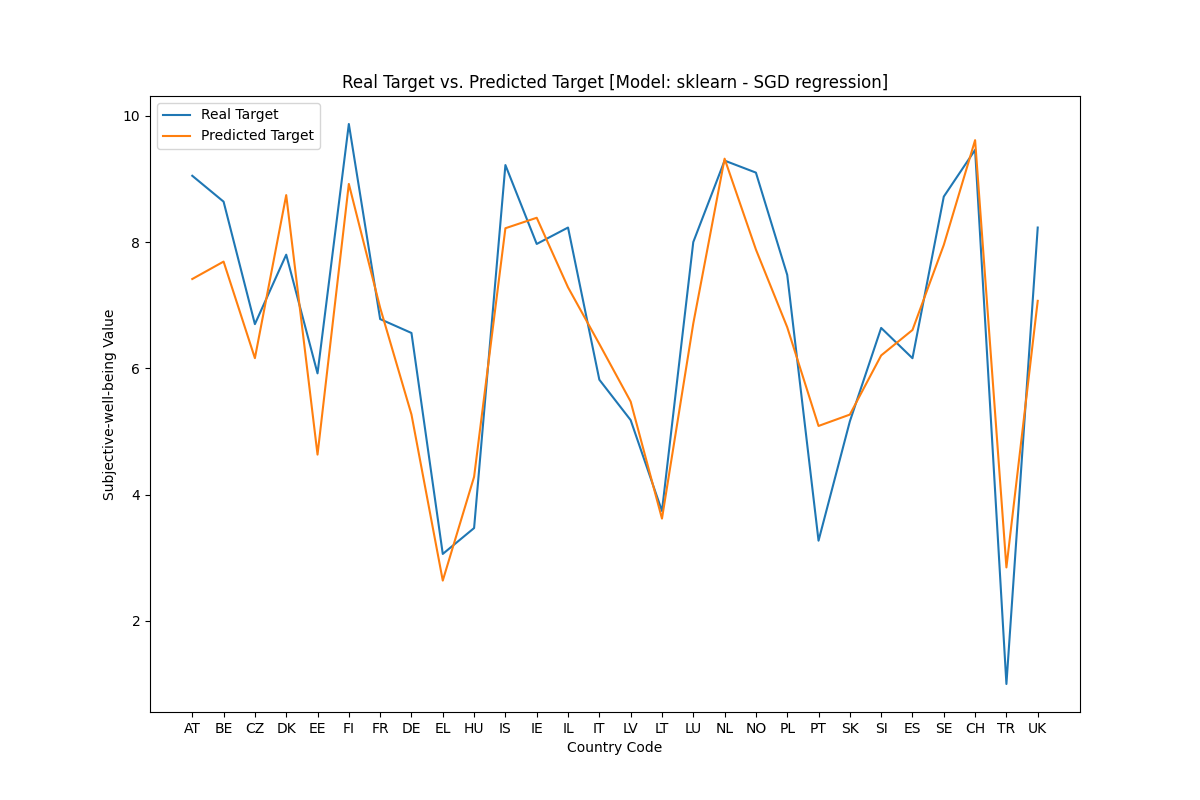 Real Target vs. Predicted Target [Model: sklearn - SGD regression]
Real Target
Predicted Target
10
8
6
4
2
Subjective-well-being Value
AT BE CZ DK EE FI FR DE EL HU IS IE IL IT LV LT LU NL NO PL PT SK SI ES SE CH TR UK
Country Code